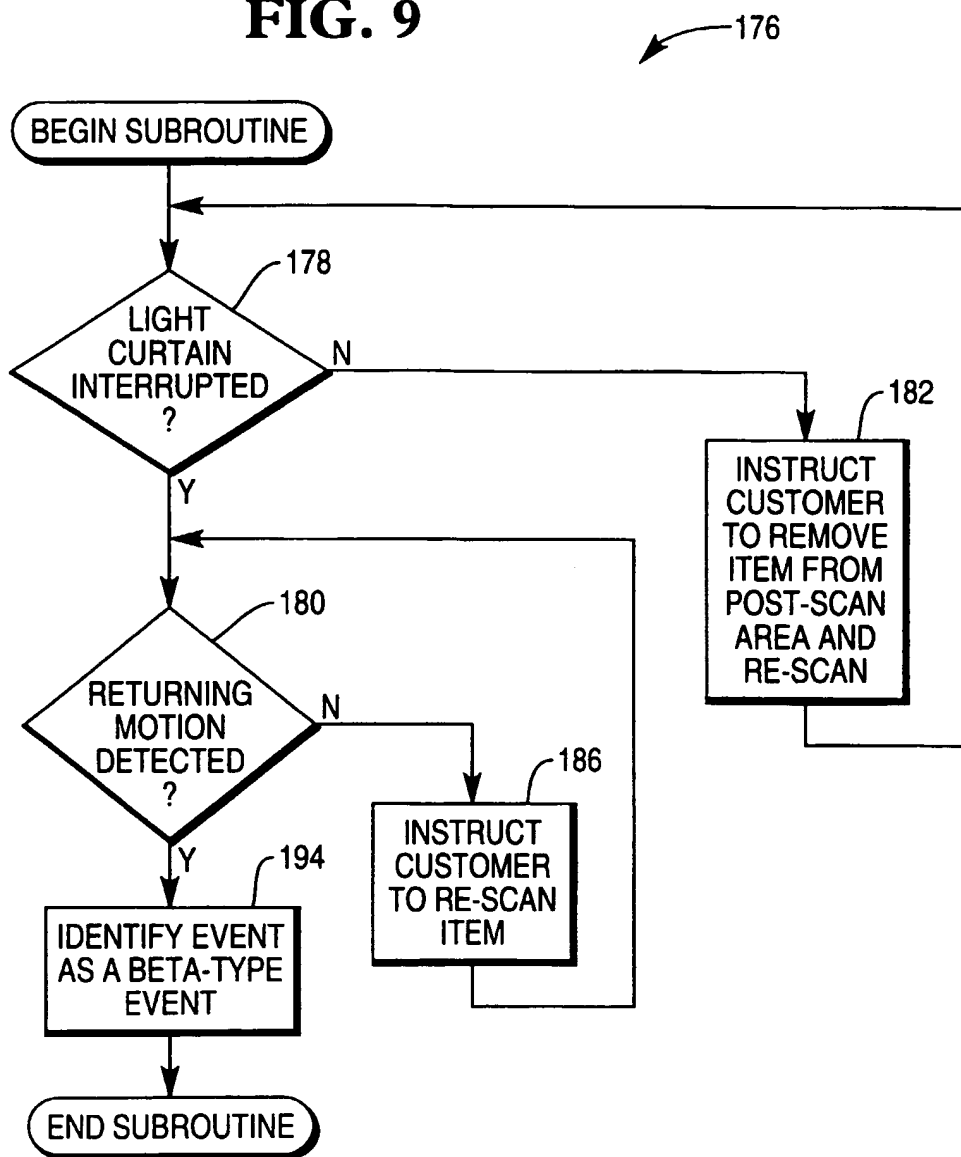 FIG. 9
176
BEGIN SUBROUTINE
178
LIGHT
CURTAIN
INTERRUPTED
?
N
Y
182
INSTRUCT
CUSTOMER
TO REMOVE
ITEM FROM
POST-SCAN
AREA AND
RE-SCAN
180
RETURNING
MOTION
DETECTED
?
N
Y
186
INSTRUCT
CUSTOMER
TO RE-SCAN
ITEM
194
IDENTIFY EVENT
AS A BETA-TYPE
EVENT
END SUBROUTINE